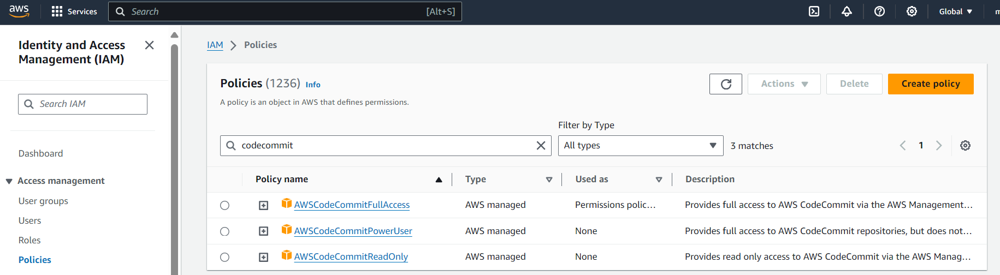 aws
Services
Search [Alt+S]
Global
m
Identity and Access
Management (IAM)
Search IAM
Dashboard
Access management
User groups
Users
Roles
Policies
IAM Policies
Policies (1236) Info
A policy is an object in AWS that defines permissions.
Actions
Delete
Create policy
Filter by Type
codecommit
All types
3 matches
1
Policy name Type Used as Description
AWSCodeCommitFullAccess AWS managed Permissions polic... Provides full access to AWS CodeCommit via the AWS Management...
AWSCodeCommitPowerUser AWS managed None Provides full access to AWS CodeCommit repositories, but does not...
AWSCodeCommitReadOnly AWS managed None Provides read only access to AWS CodeCommit via the AWS Manag...